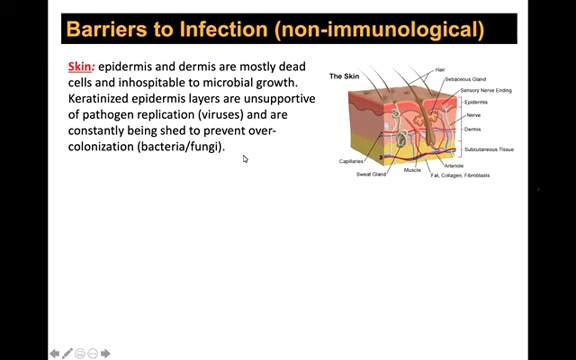 Barriers to Infection (non-immunological)
Skin: epidermis and dermis are mostly dead
cells and inhospitable to microbial growth.
Keratinized epidermis layers are unsupportive
of pathogen replication (viruses) and are
constantly being shed to prevent over-
colonization (bacteria/fungi).
The Skin
Hair
Sebaceous Gland
Sensory Nerve Ending
Epidermis
Nerve
Dermis
Subcutaneous Tissue
Capillaries
Sweat Gland
Muscle
Arteriole
Fat, Collagen, Fibroblasts